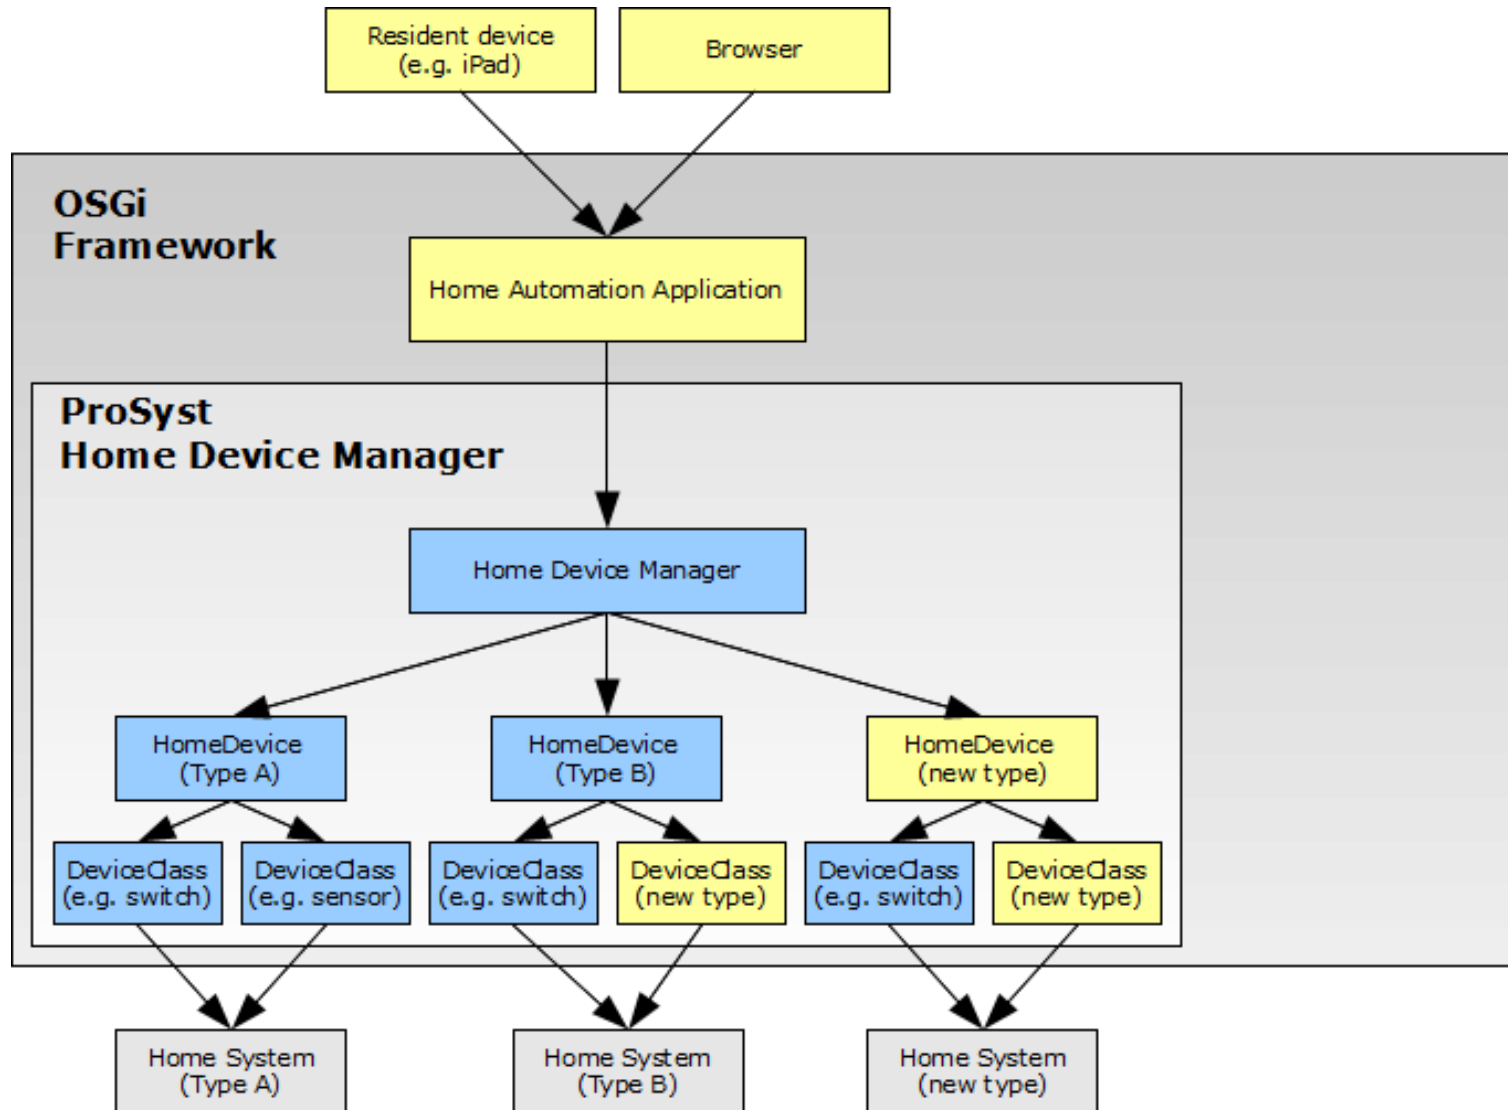 Resident device
(e.g. iPad)
Browser
OSGi
Framework
Home Automation Application
ProSyst
Home Device Manager
Home Device Manager
HomeDevice
(Type A)
HomeDevice
(Type B)
HomeDevice
(new type)
DeviceClass
(e.g. switch)
DeviceClass
(e.g. sensor)
DeviceClass
(e.g. switch)
DeviceClass
(new type)
DeviceClass
(e.g. switch)
DeviceClass
(new type)
Home System
(Type A)
Home System
(Type B)
Home System
(new type)